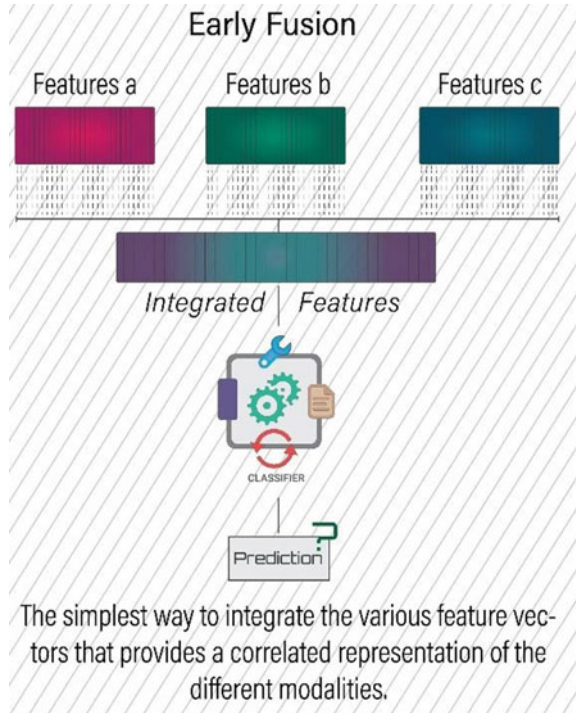 Early Fusion
Features a
Features b
Features c
Integrated Features
CLASSIFIER
Prediction ?
The simplest way to integrate the various feature vec-
tors that provides a correlated representation of the
different modalities.